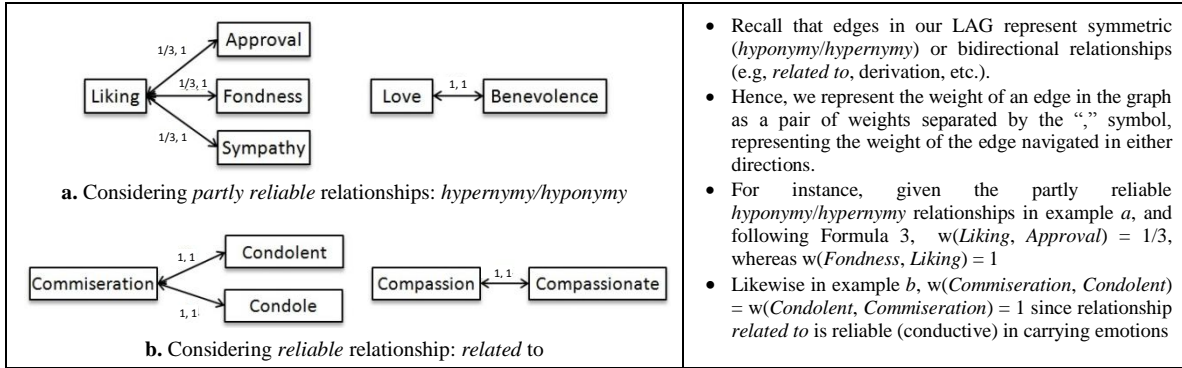 Approval
1/3, 1
1/3, 1
Liking
Fondness
1/3, 1
Sympathy
1, 1
Love
Benevolence
a. Considering partly reliable relationships: hypernymy/hyponymy
1, 1
Condolent
Commiseration
Condole
1, 1
1, 1
Compassion
Compassionate
b. Considering reliable relationship: related to
• Recall that edges in our LAG represent symmetric
(hyponymy/hypernymy) or bidirectional relationships
(e.g, related to, derivation, etc.).
• Hence, we represent the weight of an edge in the graph
as a pair of weights separated by the “,” symbol,
representing the weight of the edge navigated in either
directions.
• For instance, given the partly reliable
hyponymy/hypernymy relationships in example a, and
following Formula 3, w(Liking, Approval) = 1/3,
whereas w(Fondness, Liking) = 1
• Likewise in example b, w(Commiseration, Condolent)
= w(Condolent, Commiseration) = 1 since relationship
related to is reliable (conductive) in carrying emotions